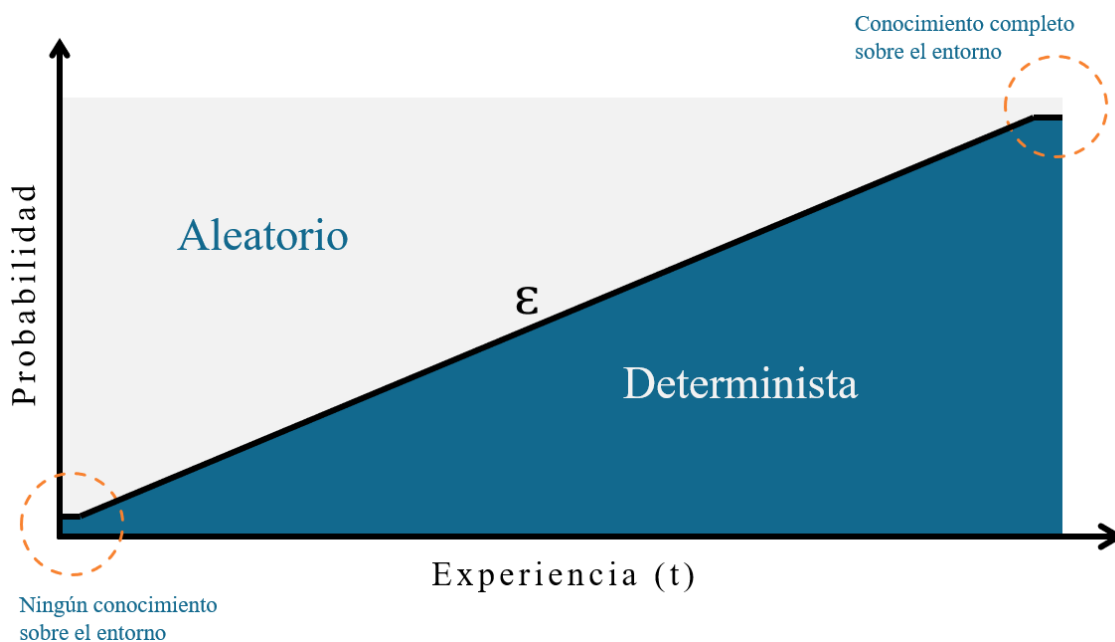 Conocimiento completo
sobre el entorno
Probabilidad
Aleatorio
ε
Determinista
Experiencia (t)
Ningún conocimiento
sobre el entorno